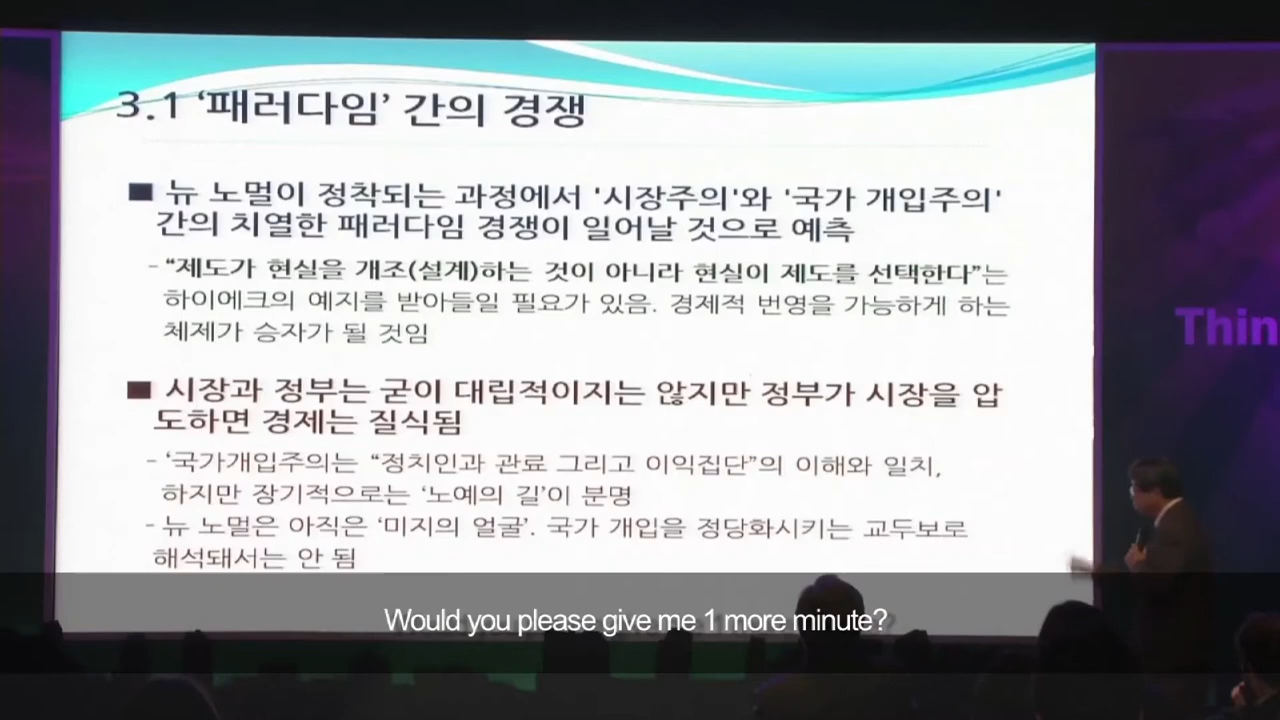 3.1 ‘패러다임’ 간의 경쟁
■ 뉴 노멀이 정착되는 과정에서 '시장주의'와 '국가 개입주의'
간의 치열한 패러다임 경쟁이 일어날 것으로 예측
- “제도가 현실을 개조(설계)하는 것이 아니라 현실이 제도를 선택한다”는
하이에크의 예지를 받아들일 필요가 있음. 경제적 번영을 가능하게 하는
체제가 승자가 될 것임
■ 시장과 정부는 굳이 대립적이지는 않지만 정부가 시장을 압
도하면 경제는 질식됨
- ‘국가개입주의는 “정치인과 관료 그리고 이익집단”의 이해와 일치,
하지만 장기적으로는 ‘노예의 길’이 분명
- 뉴 노멀은 아직은 ‘미지의 얼굴’. 국가 개입을 정당화시키는 교두보로
해석돼서는 안 됨
Thin
Would you please give me 1 more minute?